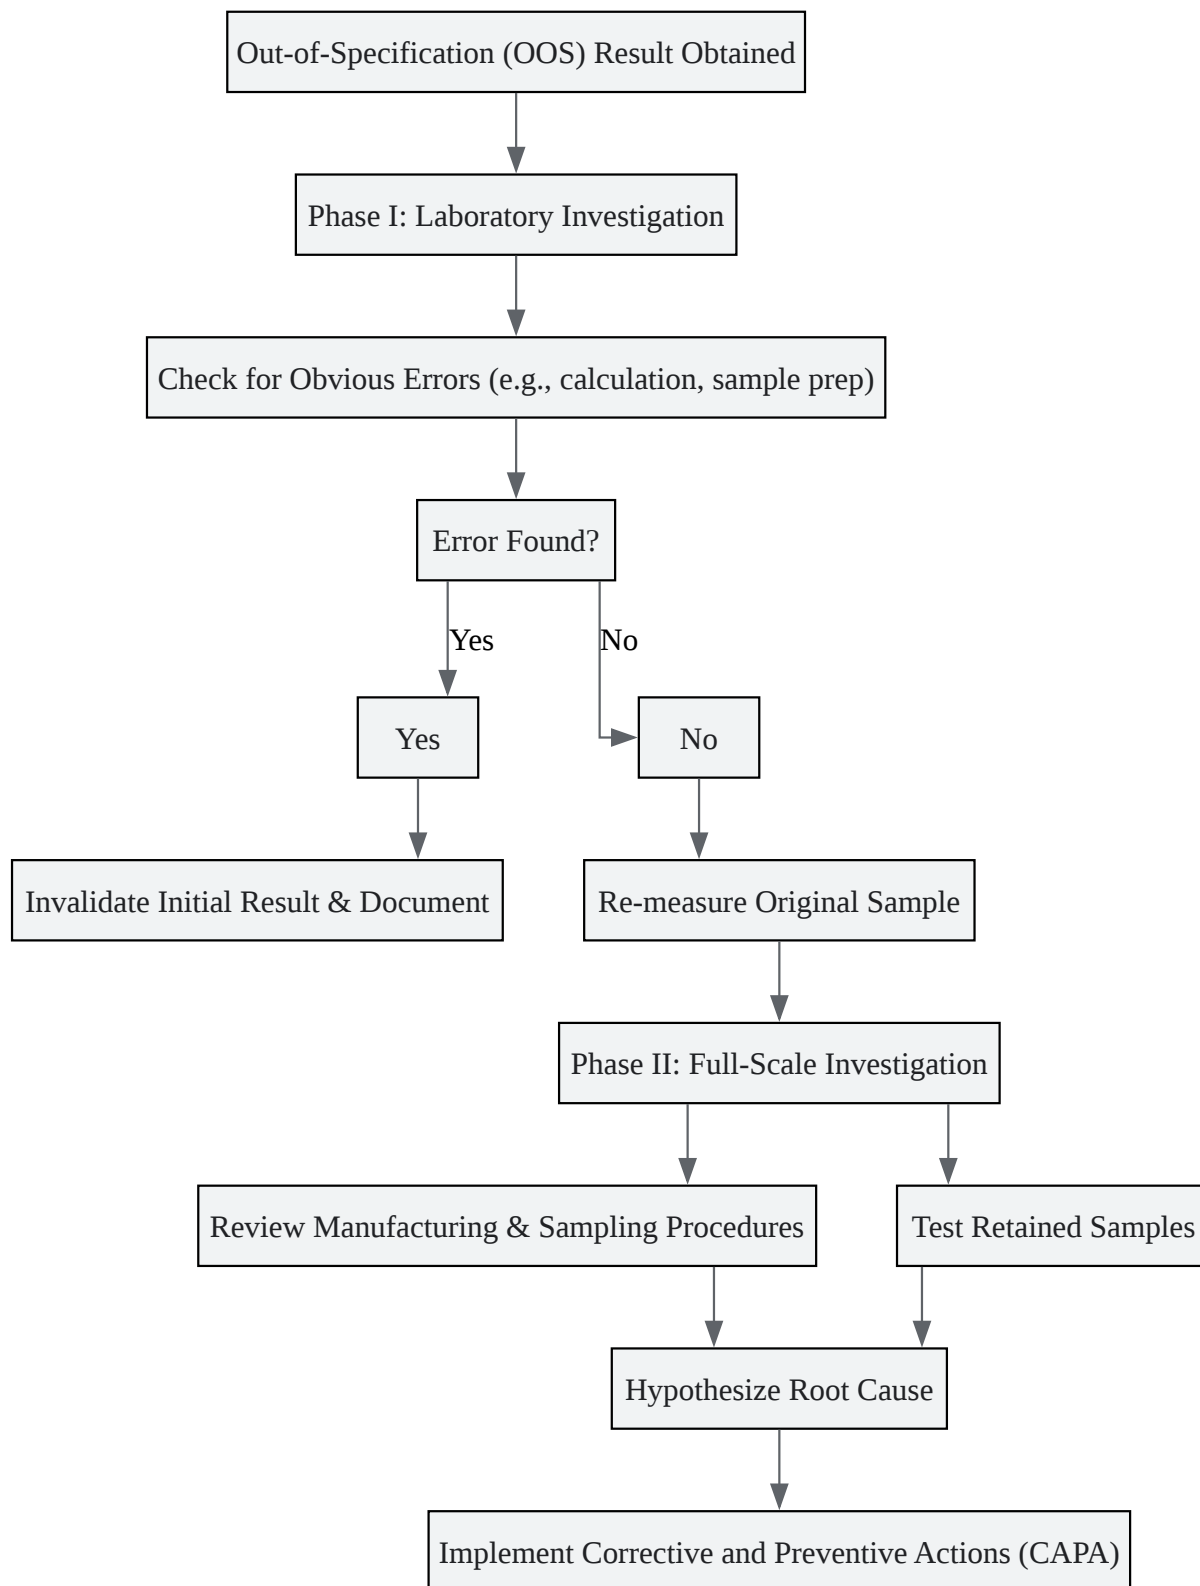 Out-of-Specification (OOS) Result Obtained
Phase I: Laboratory Investigation
Check for Obvious Errors (e.g., calculation, sample prep)
Error Found?
Yes
No
Yes
No
Invalidate Initial Result & Document
Re-measure Original Sample
Phase II: Full-Scale Investigation
Review Manufacturing & Sampling Procedures
Test Retained Samples
Hypothesize Root Cause
Implement Corrective and Preventive Actions (CAPA)